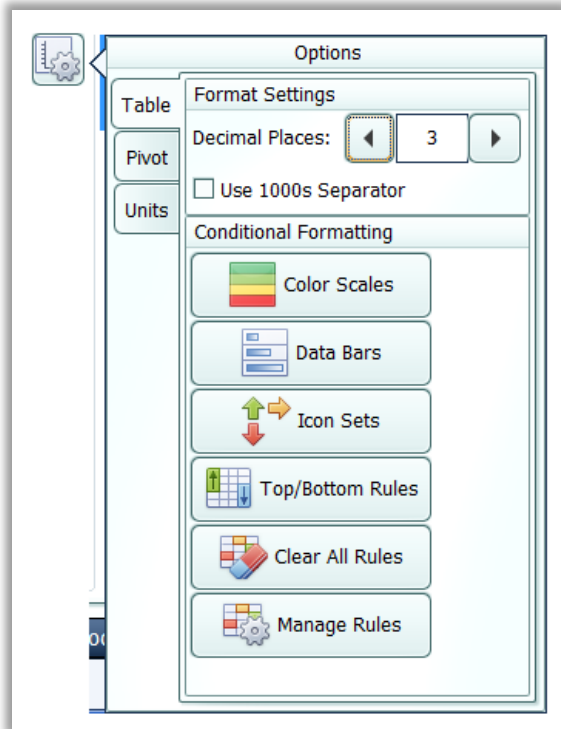 Options
Table
Format Settings
Decimal Places: 3
Pivot
Use 1000s Separator
Units
Conditional Formatting
Color Scales
Data Bars
Icon Sets
Top/Bottom Rules
Clear All Rules
Manage Rules